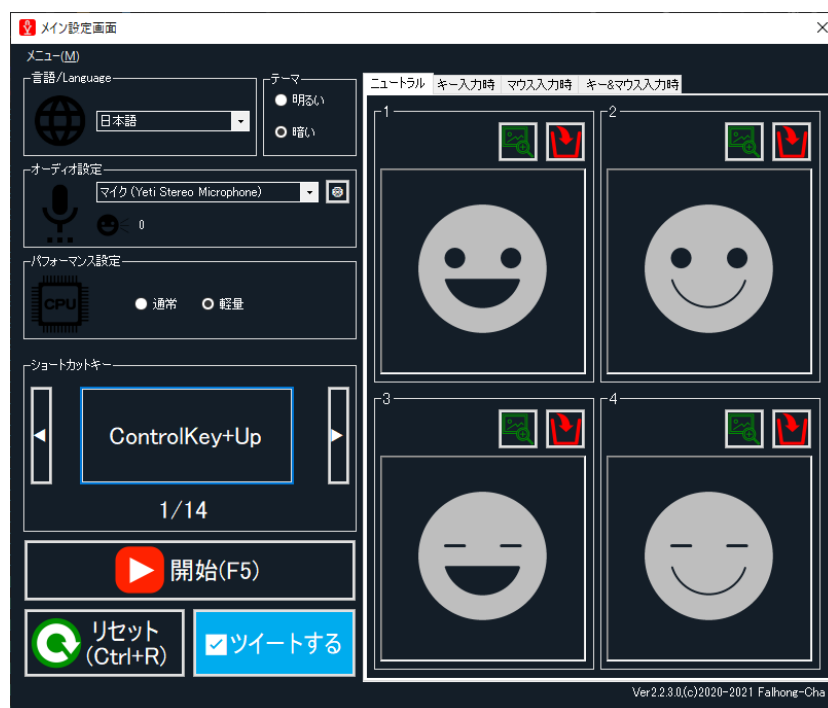 メイン設定画面
メニュー(M)
言語/Language
日本語
テーマ
明るい
暗い
オーディオ設定
マイク (Yeti Stereo Microphone)
0
パフォーマンス設定
CPU
通常
軽量
ショートカットキー
ControlKey+Up
1/14
開始(F5)
リセット
(Ctrl+R)
ツイートする
ニュートラル
キー入力時
マウス入力時
キー&マウス入力時
1
2
3
4
Ver2.2.3.0,(c)2020-2021 Falhong-Cha